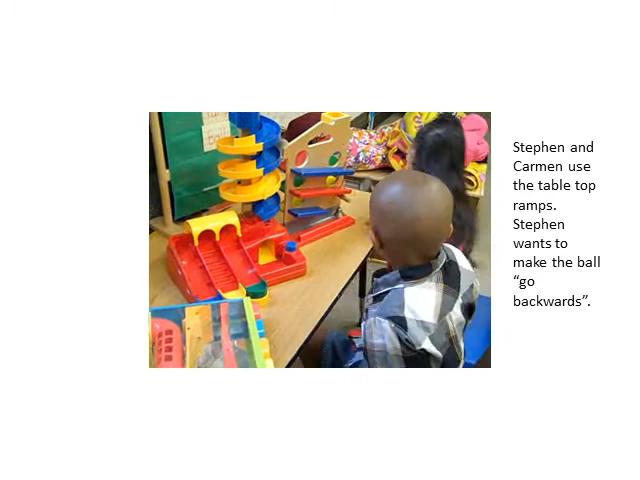 Stephen and
Carmen use
the table top
ramps.
Stephen
wants to
make the ball
“go
backwards”.